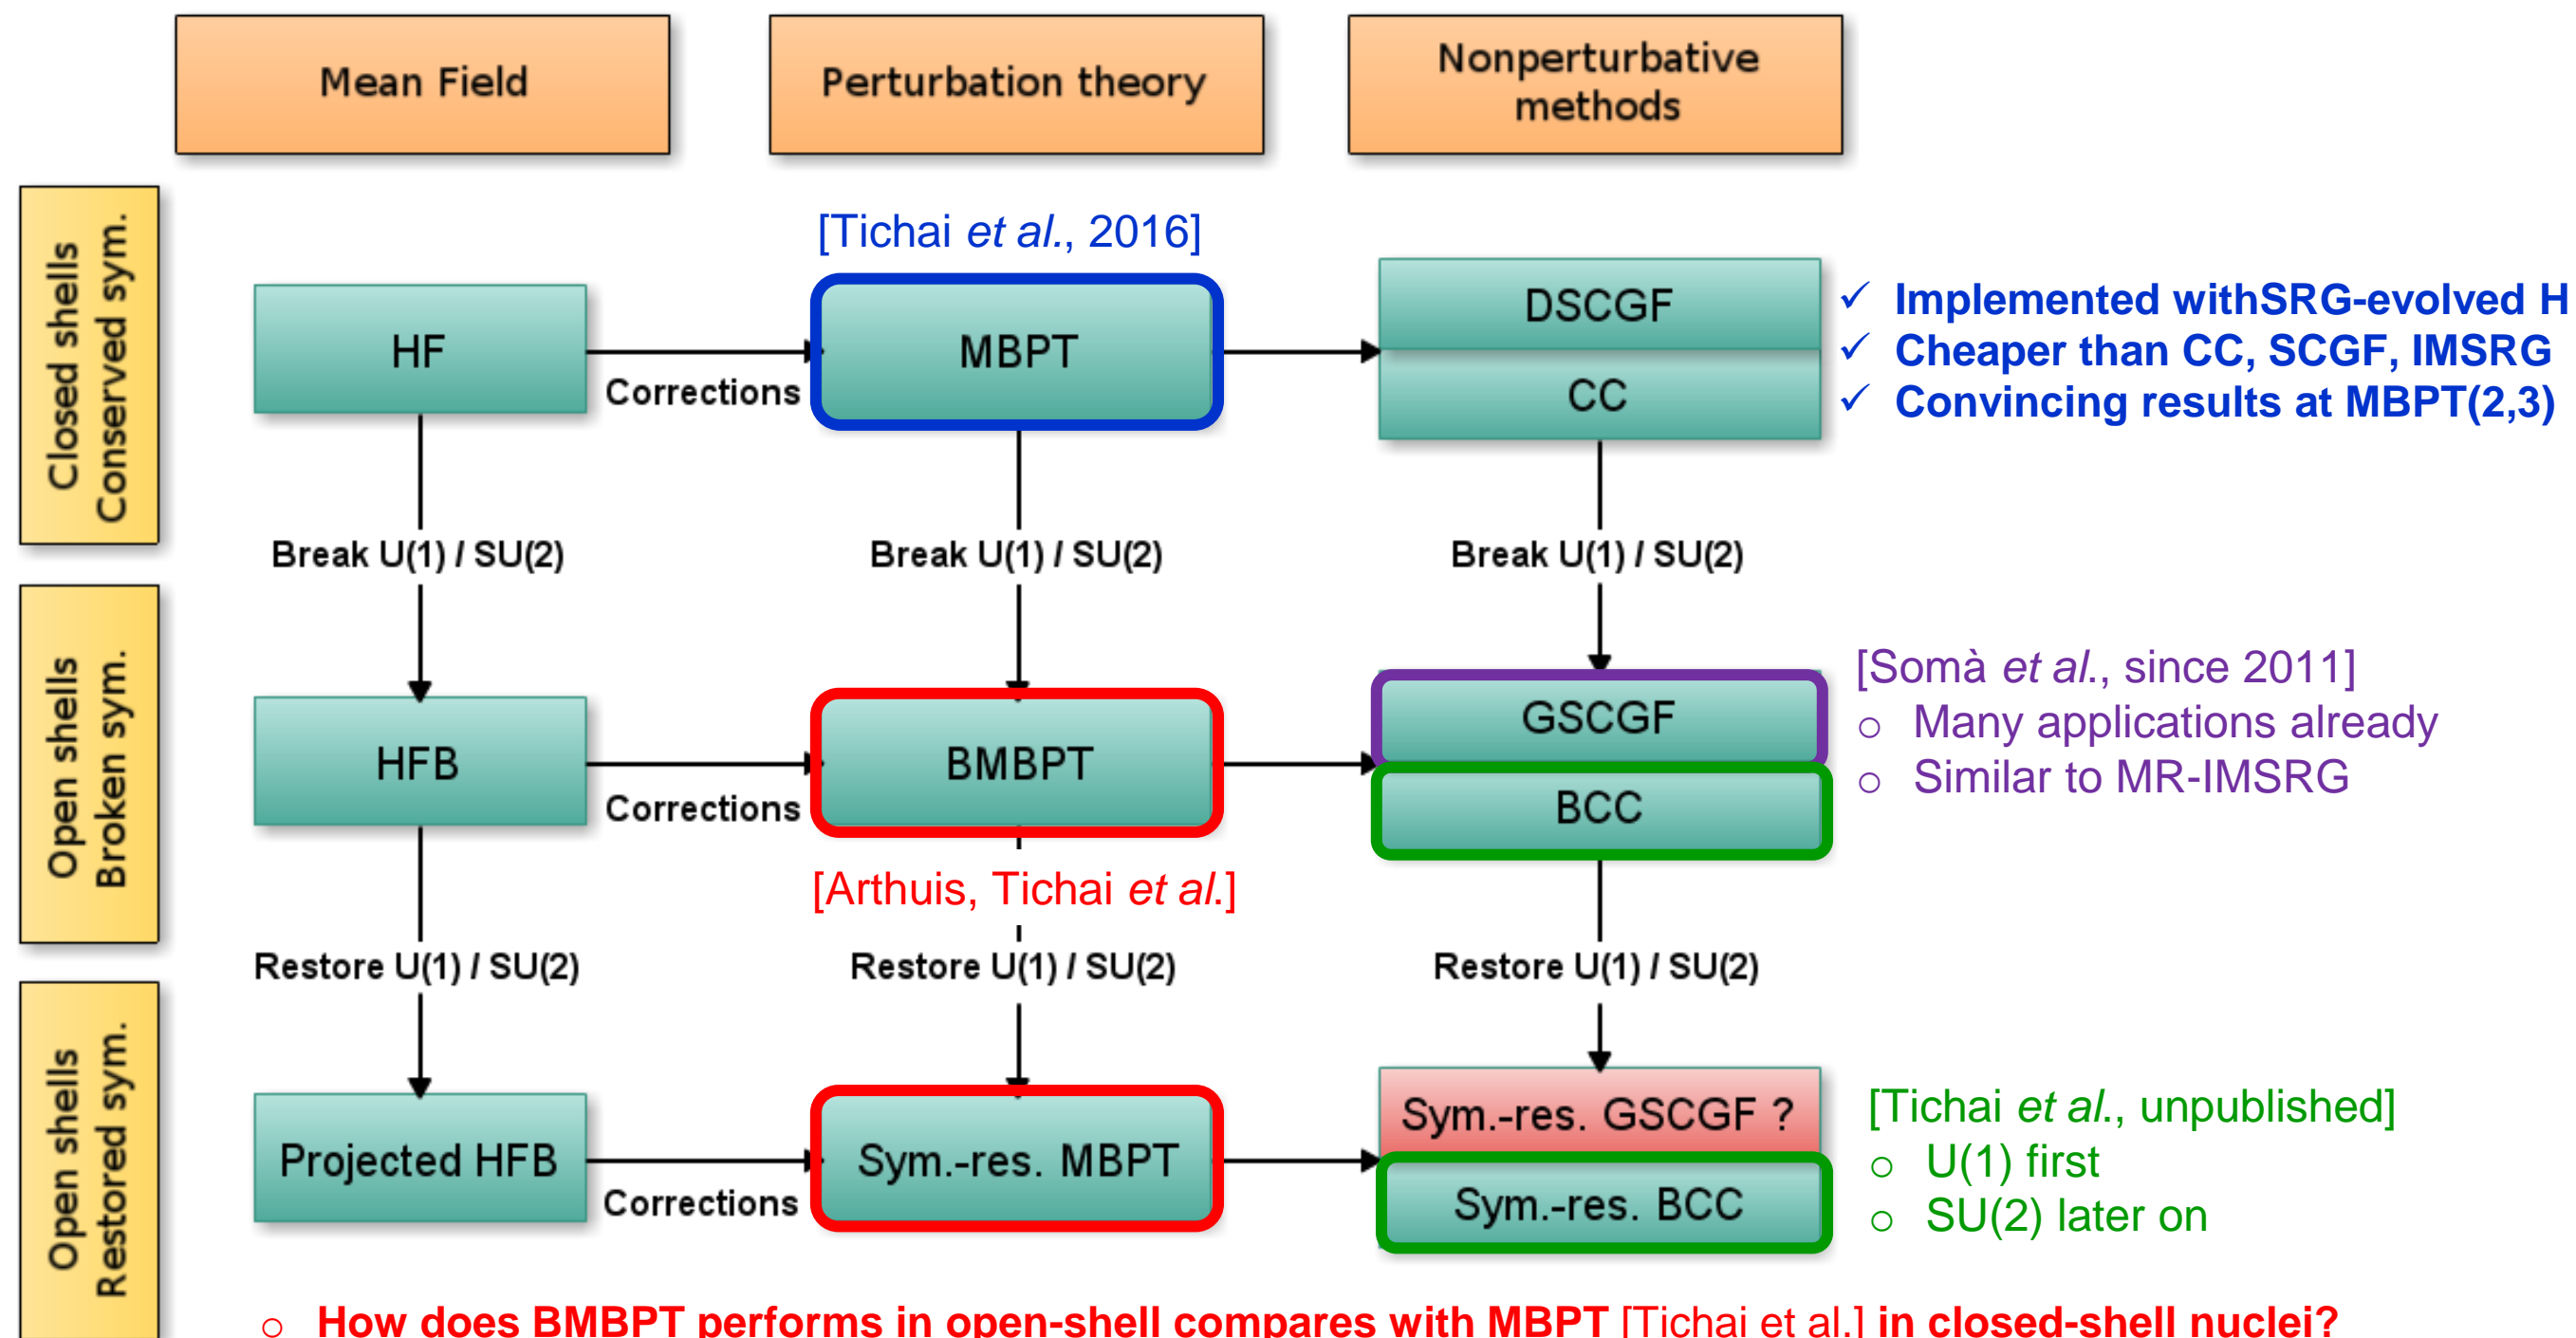 Mean Field
Perturbation theory
Nonperturbative
methods
Closed shells
Conserved sym.
[Tichai et al., 2016]
HF
Corrections
MBPT
DSCGF
CC
✓ Implemented withSRG-evolved H
✓ Cheaper than CC, SCGF, IMSRG
✓ Convincing results at MBPT(2,3)
Break U(1) / SU(2)
Break U(1) / SU(2)
Break U(1) / SU(2)
Open shells
Broken sym.
HFB
Corrections
BMBPT
GSCGF
BCC
[Somà et al., since 2011]
○ Many applications already
○ Similar to MR-IMSRG
[Arthuis, Tichai et al.]
Restore U(1) / SU(2)
Restore U(1) / SU(2)
Restore U(1) / SU(2)
Open shells
Restored sym.
Projected HFB
Corrections
Sym.-res. MBPT
Sym.-res. GSCGF ?
Sym.-res. BCC
[Tichai et al., unpublished]
○ U(1) first
○ SU(2) later on
○ How does BMBPT performs in open-shell compares with MBPT [Tichai et al.] in closed-shell nuclei?